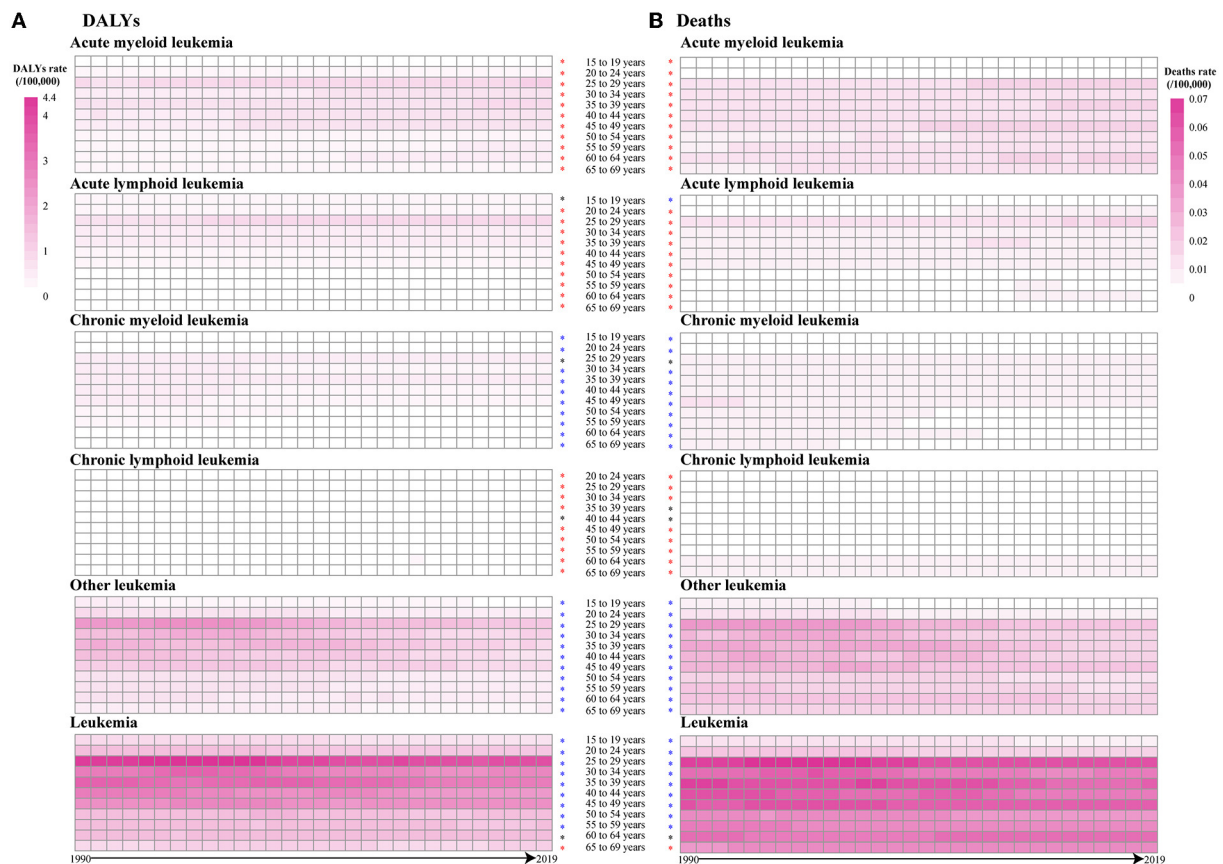 A DALYs
B Deaths
Acute myeloid leukemia
Acute myeloid leukemia
DALYs rate
(/100,000)
4.4
4
3
2
1
0
Deaths rate
(/100,000)
0.07
0.06
0.05
0.04
0.03
0.02
0.01
0
* 15 to 19 years *
* 20 to 24 years *
* 25 to 29 years *
* 30 to 34 years *
* 35 to 39 years *
* 40 to 44 years *
* 45 to 49 years *
* 50 to 54 years *
* 55 to 59 years *
* 60 to 64 years *
* 65 to 69 years *
Acute lymphoid leukemia
Acute lymphoid leukemia
* 15 to 19 years *
* 20 to 24 years *
* 25 to 29 years *
* 30 to 34 years *
* 35 to 39 years *
* 40 to 44 years *
* 45 to 49 years *
* 50 to 54 years *
* 55 to 59 years *
* 60 to 64 years *
* 65 to 69 years *
Chronic myeloid leukemia
Chronic myeloid leukemia
* 15 to 19 years *
* 20 to 24 years *
* 25 to 29 years *
* 30 to 34 years *
* 35 to 39 years *
* 40 to 44 years *
* 45 to 49 years *
* 50 to 54 years *
* 55 to 59 years *
* 60 to 64 years *
* 65 to 69 years *
Chronic lymphoid leukemia
Chronic lymphoid leukemia
* 20 to 24 years *
* 25 to 29 years *
* 30 to 34 years *
* 35 to 39 years *
* 40 to 44 years *
* 45 to 49 years *
* 50 to 54 years *
* 55 to 59 years *
* 60 to 64 years *
* 65 to 69 years *
Other leukemia
Other leukemia
* 15 to 19 years *
* 20 to 24 years *
* 25 to 29 years *
* 30 to 34 years *
* 35 to 39 years *
* 40 to 44 years *
* 45 to 49 years *
* 50 to 54 years *
* 55 to 59 years *
* 60 to 64 years *
* 65 to 69 years *
Leukemia
Leukemia
* 15 to 19 years *
* 20 to 24 years *
* 25 to 29 years *
* 30 to 34 years *
* 35 to 39 years *
* 40 to 44 years *
* 45 to 49 years *
* 50 to 54 years *
* 55 to 59 years *
* 60 to 64 years *
* 65 to 69 years *
1990 2019
1990 2019